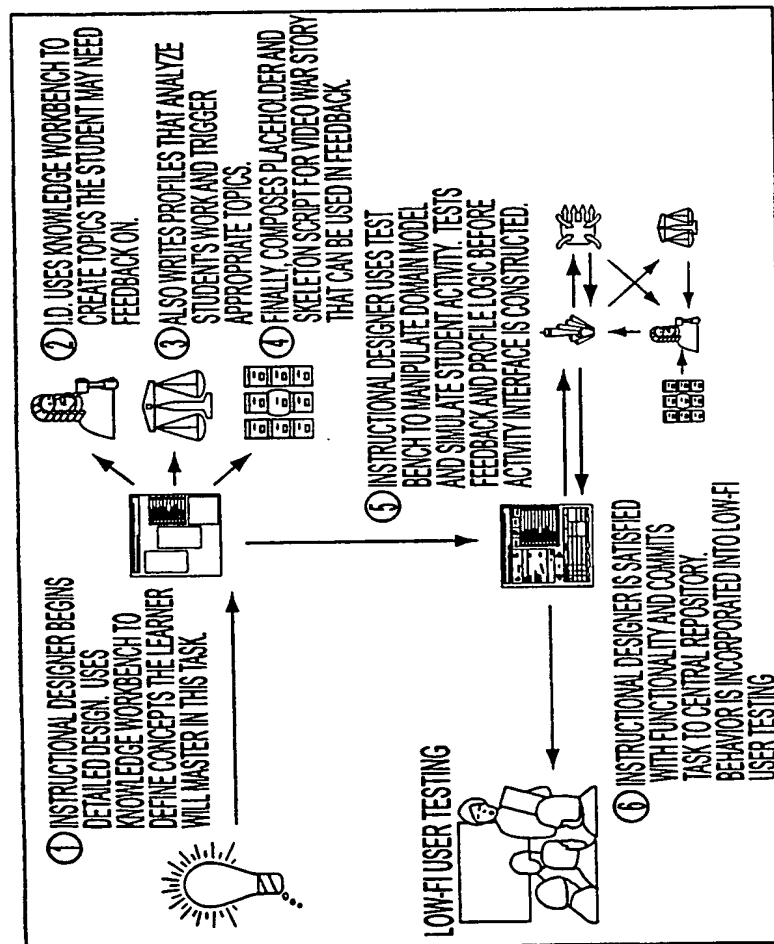 ① INSTRUCTIONAL DESIGNER BEGINS
DETAILED DESIGN. USES
KNOWLEDGE WORKBENCH TO
DEFINE CONCEPTS THE LEARNER
WILL MASTER IN THIS TASK.
② I.D. USES KNOWLEDGE WORKBENCH TO
CREATE TOPICS THE STUDENT MAY NEED
FEEDBACK ON.
③ ALSO WRITES PROFILES THAT ANALYZE
STUDENT'S WORK AND TRIGGER
APPROPRIATE TOPICS.
④ FINALLY, COMPOSES PLACEHOLDER AND
SKELETON SCRIPT FOR VIDEO WAR STORY
THAT CAN BE USED IN FEEDBACK.
⑤ INSTRUCTIONAL DESIGNER USES TEST
BENCH TO MANIPULATE DOMAIN MODEL
AND SIMULATE STUDENT ACTIVITY. TESTS
FEEDBACK AND PROFILE LOGIC BEFORE
ACTIVITY INTERFACE IS CONSTRUCTED.
LOW-FI USER TESTING
⑥ INSTRUCTIONAL DESIGNER IS SATISFIED
WITH FUNCTIONALITY AND COMMITS
TASK TO CENTRAL REPOSITORY.
BEHAVIOR IS INCORPORATED INTO LOW-FI
USER TESTING